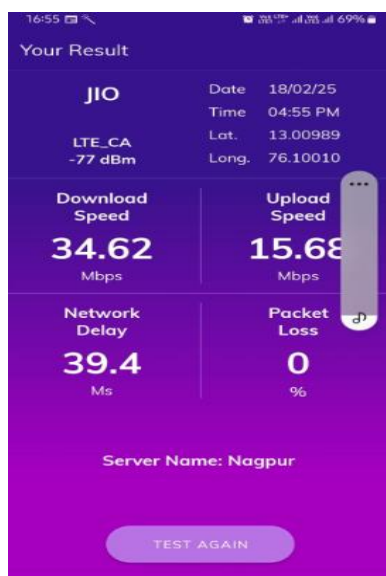 16:55 69%
Your Result
JIO
LTE_CA
-77 dBm
Date 18/02/25
Time 04:55 PM
Lat. 13.00989
Long. 76.10010
Download Speed
34.62
Mbps
Upload Speed
15.68
Mbps
Network Delay
39.4
Ms
Packet Loss
0
%
Server Name: Nagpur
TEST AGAIN